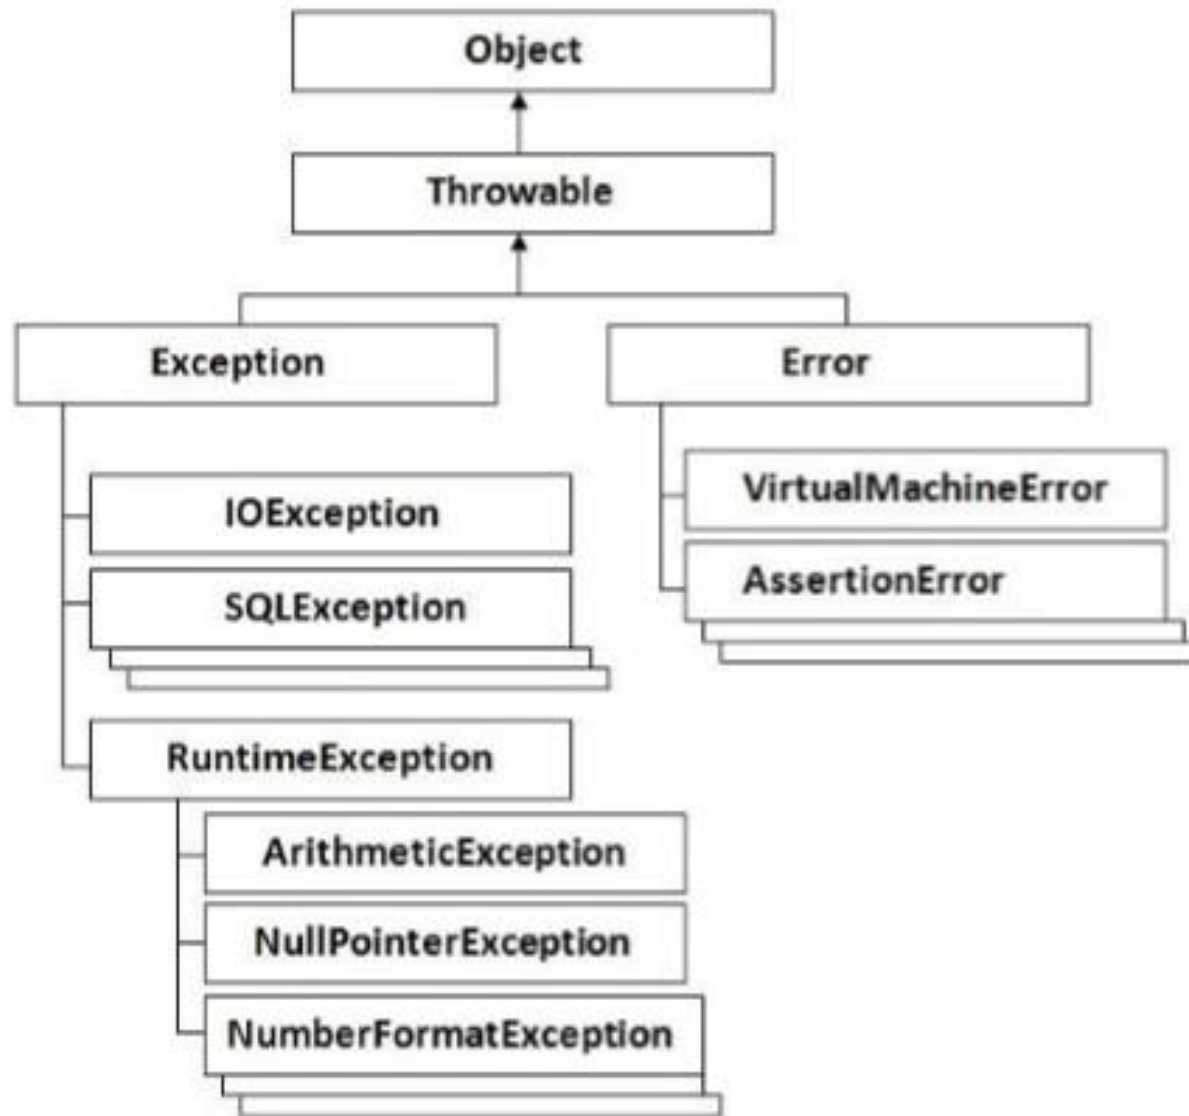 Object
Throwable
Exception
Error
IOException
VirtualMachineError
SQLException
AssertionError
RuntimeException
ArithmeticException
NullPointerException
NumberFormatException